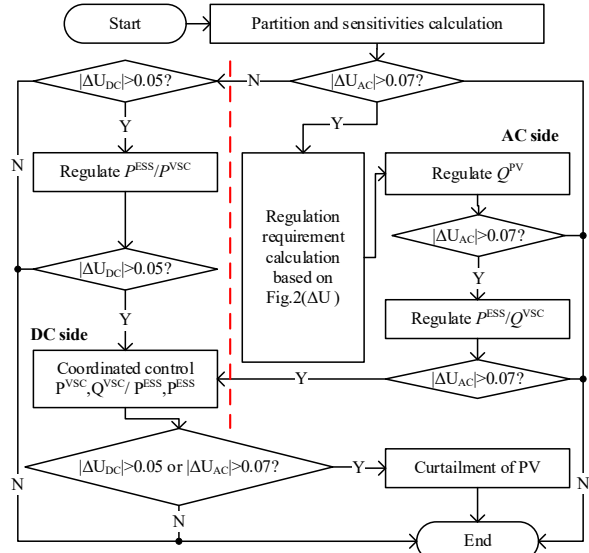 Start
Partition and sensitivities calculation
|ΔU_DC|>0.05?
N
|ΔU_AC|>0.07?
Y
Y
AC side
N
Regulate P^ESS/P^VSC
Regulation
requirement
calculation
based on
Fig.2(ΔU )
Regulate Q^PV
|ΔU_AC|>0.07?
|ΔU_DC|>0.05?
Y
Y
Regulate P^ESS/Q^VSC
DC side
Coordinated control
P^VSC,Q^VSC/ P^ESS,P^ESS
Y
|ΔU_AC|>0.07?
|ΔU_DC|>0.05 or |ΔU_AC|>0.07?
Y
Curtailment of PV
N
N
N
End